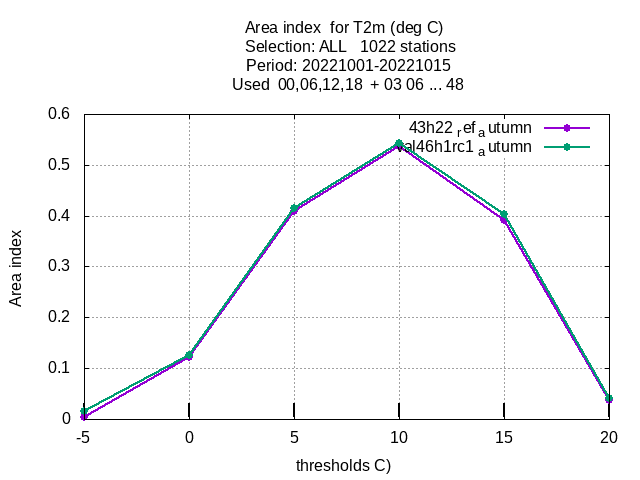 Area index  for T2m (deg C)
Selection: ALL   1022 stations
Period: 20221001-20221015
Used  00,06,12,18  + 03 06 ... 48
43h22 ref a utumn
al46h1rc1 a utumn
0.6
0.5
0.4
0.3
0.2
0.1
0
Area index
-5 0 5 10 15 20
thresholds C)